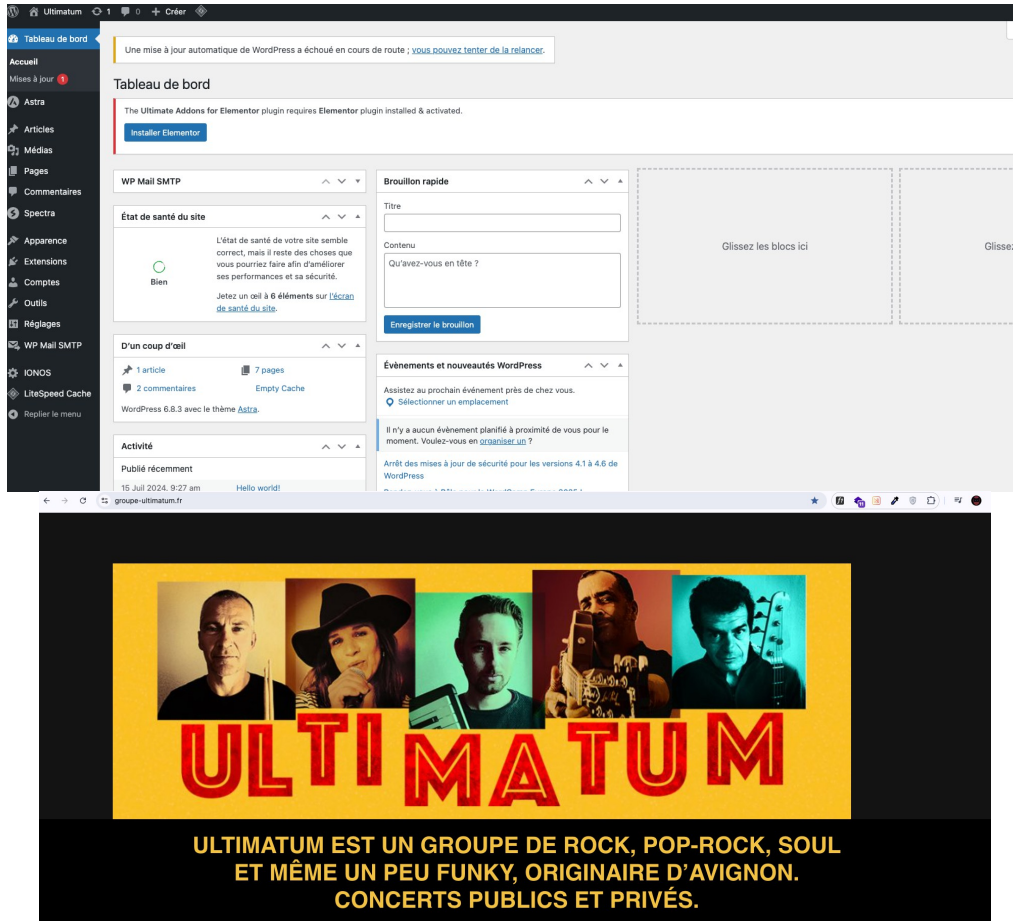 Ultimatum
1
0
Créer
Tableau de bord
Accueil
Mises à jour 1
Astra
Articles
Médias
Pages
Commentaires
Spectra
Apparence
Extensions
Comptes
Outils
Réglages
WP Mail SMTP
IONOS
LiteSpeed Cache
Replier le menu
Une mise à jour automatique de WordPress a échoué en cours de route ; vous pouvez tenter de la relancer.
Tableau de bord
The Ultimate Addons for Elementor plugin requires Elementor plugin installed & activated.
Installer Elementor
WP Mail SMTP
État de santé du site
Bien
L'état de santé de votre site semble
correct, mais il reste des choses que
vous pourriez faire afin d'améliorer
ses performances et sa sécurité.
Jetez un œil à 6 éléments sur l'écran
de santé du site.
D'un coup d'œil
1 article
7 pages
2 commentaires
Empty Cache
WordPress 6.8.3 avec le thème Astra.
Activité
Publié récemment
15 Juil 2024, 9:27 am
Hello world!
Brouillon rapide
Titre
Contenu
Qu'avez-vous en tête ?
Enregistrer le brouillon
Évènements et nouveautés WordPress
Assistez au prochain événement près de chez vous.
Sélectionner un emplacement
Il n'y a aucun évènement planifié à proximité de vous pour le
moment. Voulez-vous en organiser un ?
Arrêt des mises à jour de sécurité pour les versions 4.1 à 4.6 de
WordPress
Glissez les blocs ici
groupe-ultimatum.fr
ULTIMATUM
ULTIMATUM EST UN GROUPE DE ROCK, POP-ROCK, SOUL
ET MÊME UN PEU FUNKY, ORIGINAIRE D'AVIGNON.
CONCERTS PUBLICS ET PRIVÉS.